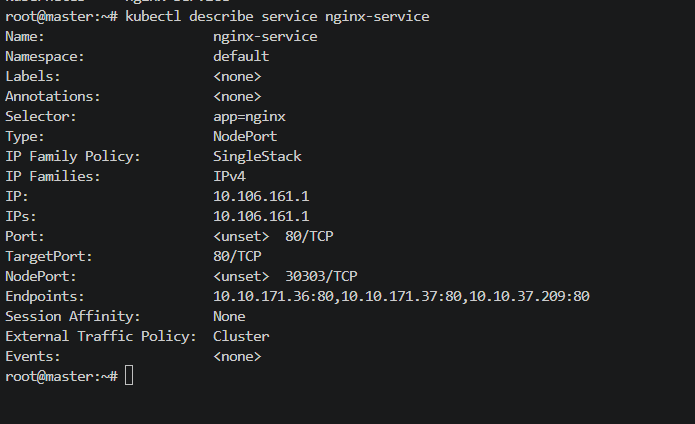 root@master:~# kubectl describe service nginx-service
Name:                     nginx-service
Namespace:                default
Labels:                   <none>
Annotations:              <none>
Selector:                 app=nginx
Type:                     NodePort
IP Family Policy:         SingleStack
IP Families:              IPv4
IP:                       10.106.161.1
IPs:                      10.106.161.1
Port:                     <unset>  80/TCP
TargetPort:               80/TCP
NodePort:                 <unset>  30303/TCP
Endpoints:                10.10.171.36:80,10.10.171.37:80,10.10.37.209:80
Session Affinity:         None
External Traffic Policy:  Cluster
Events:                   <none>
root@master:~#